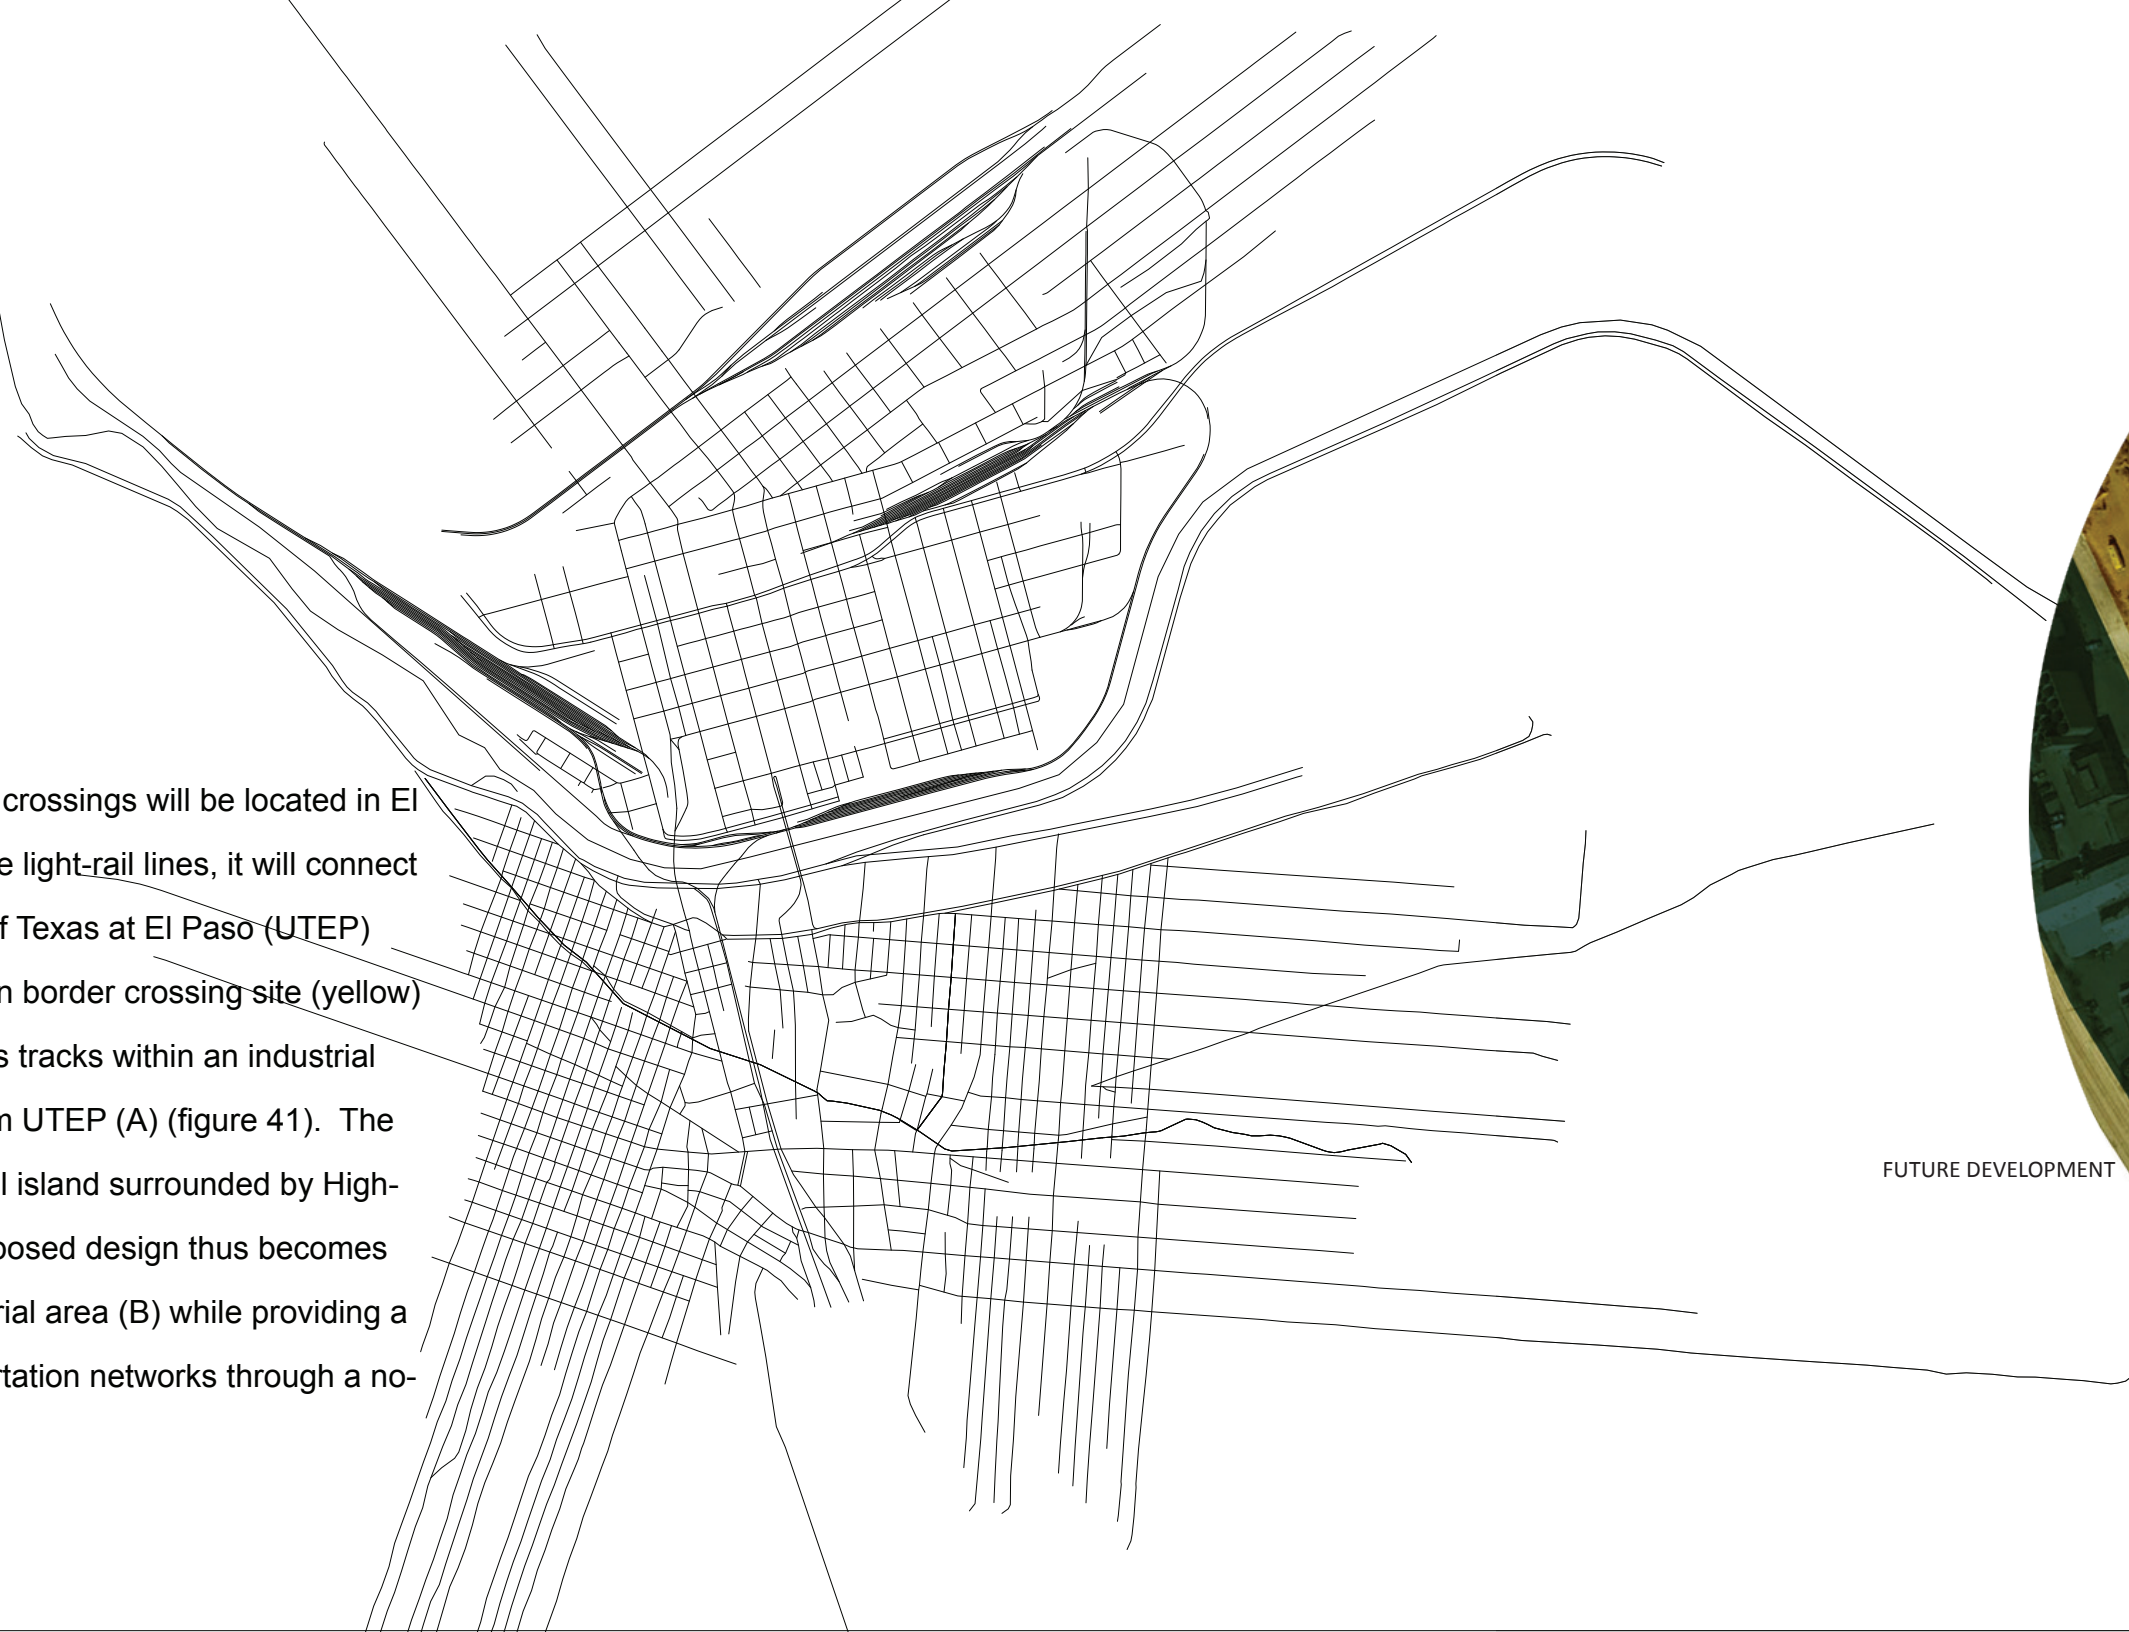 crossings will be located in El
e light-rail lines, it will connect
f Texas at El Paso (UTEP)
n border crossing site (yellow)
s tracks within an industrial
m UTEP (A) (figure 41).  The
l island surrounded by High-
posed design thus becomes
rial area (B) while providing a
rtation networks through a no-
FUTURE DEVELOPMENT